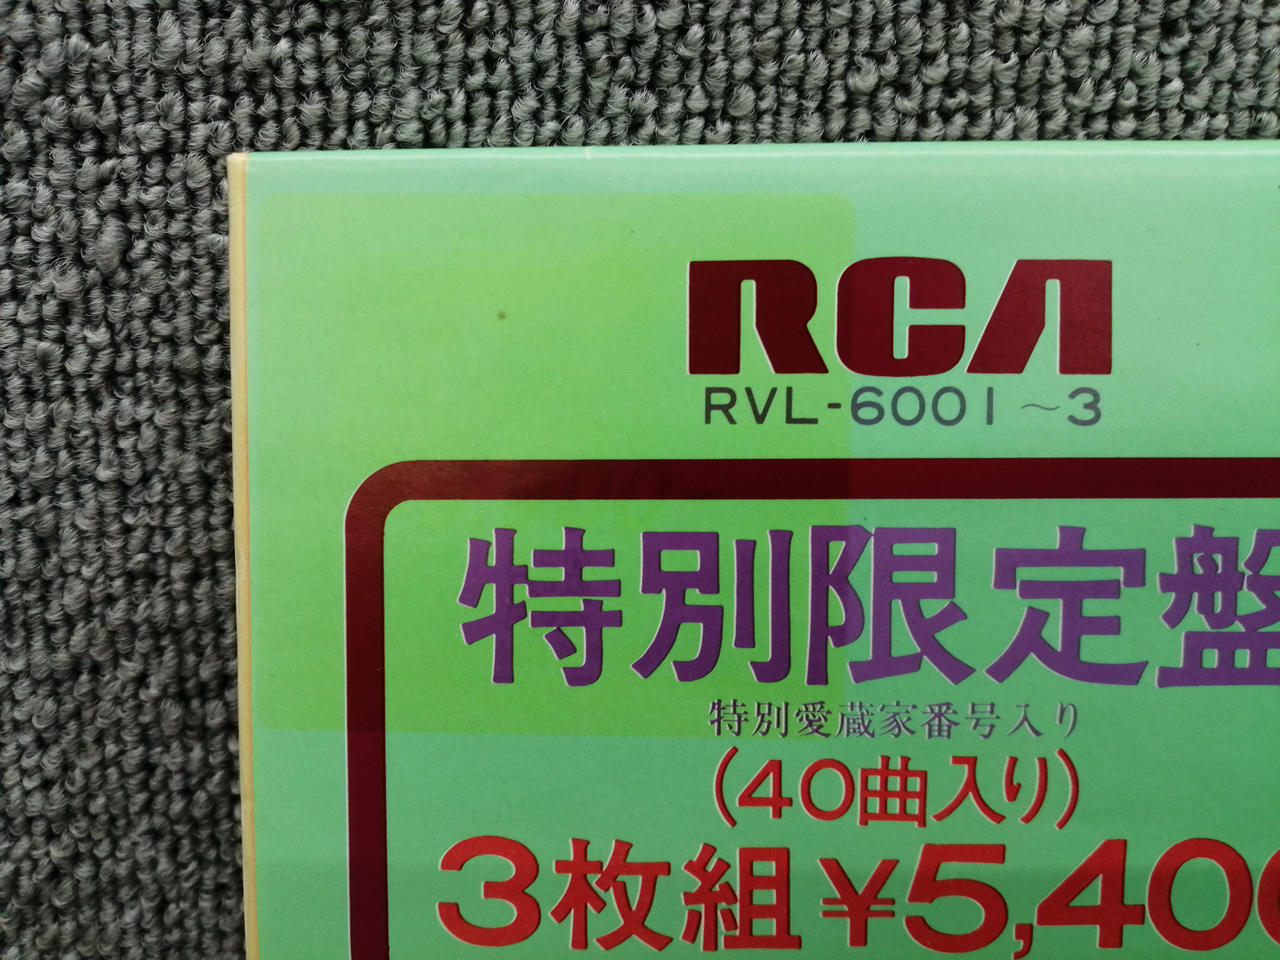 RCA
RVL-6001～3
特別限定盤
特別愛蔵家番号入り
(40曲入り)
3枚組¥5,400